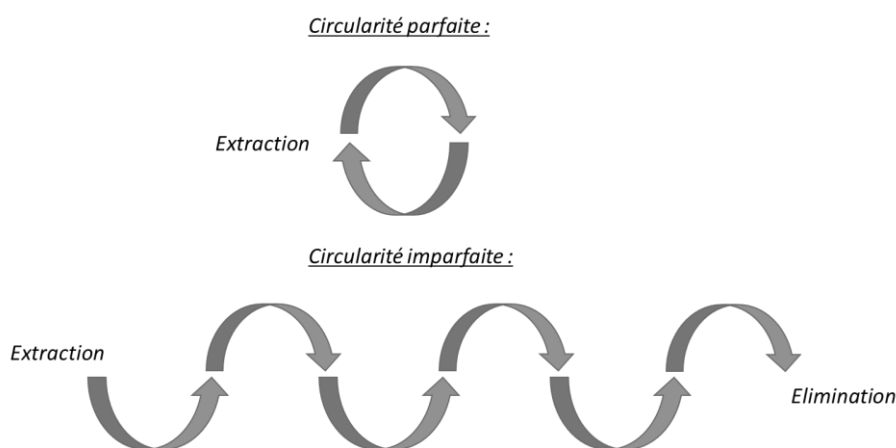 Circularité parfaite :
Extraction
Circularité imparfaite :
Extraction
Elimination